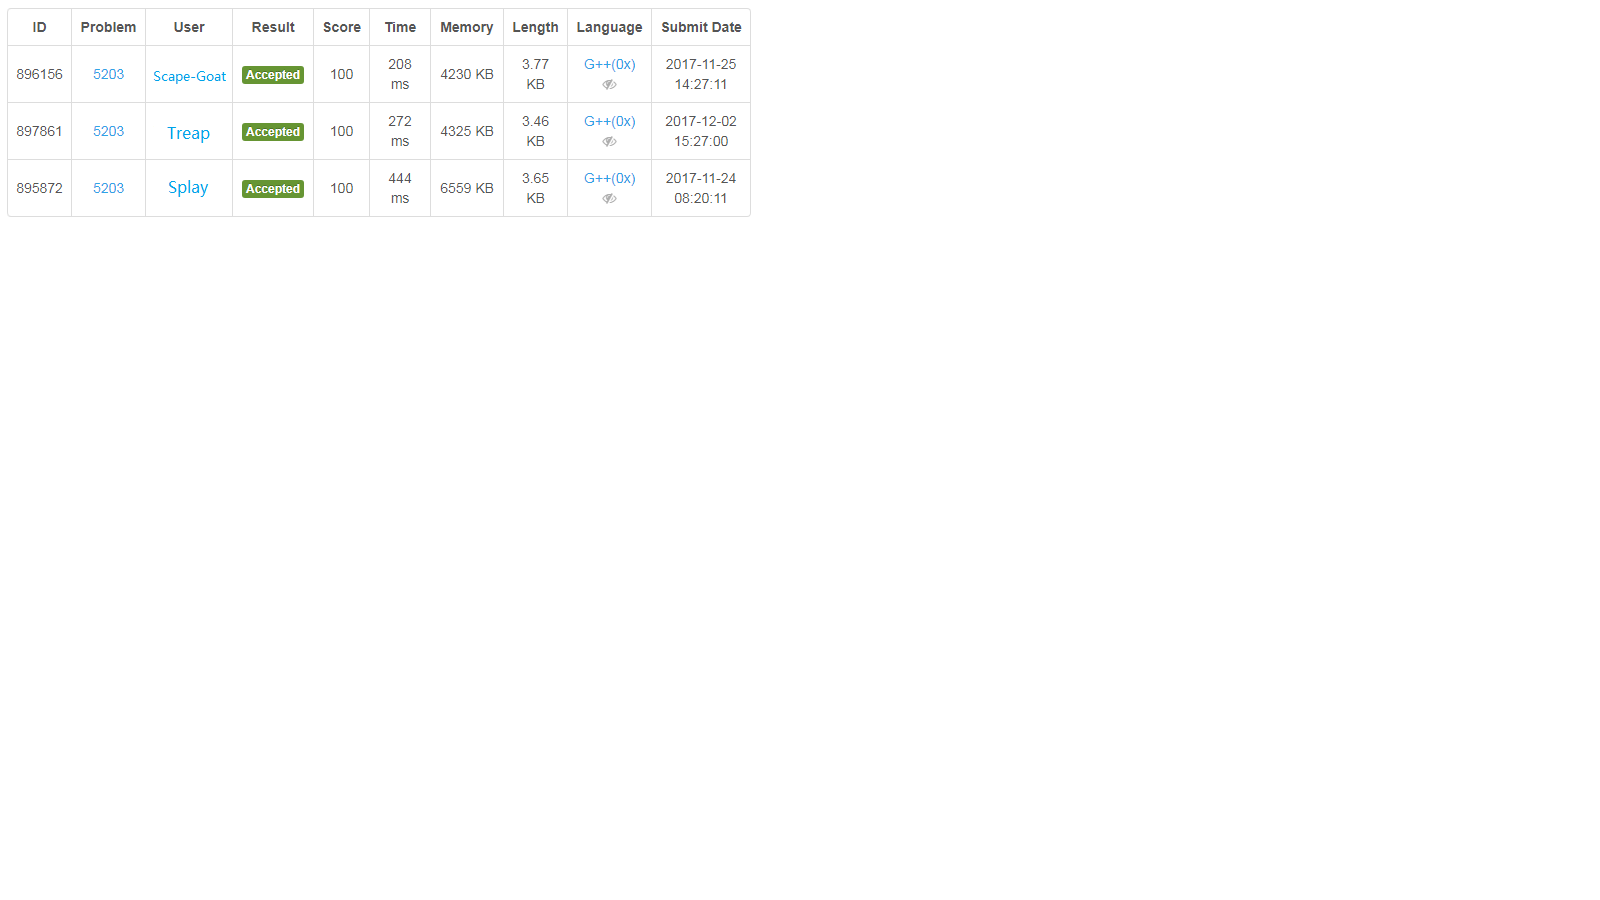 ID Problem User Result Score Time Memory Length Language Submit Date
896156 5203 Scape-Goat Accepted 100 208 ms 4230 KB 3.77 KB G++(0x) 2017-11-25 14:27:11
897861 5203 Treap Accepted 100 272 ms 4325 KB 3.46 KB G++(0x) 2017-12-02 15:27:00
895872 5203 Splay Accepted 100 444 ms 6559 KB 3.65 KB G++(0x) 2017-11-24 08:20:11